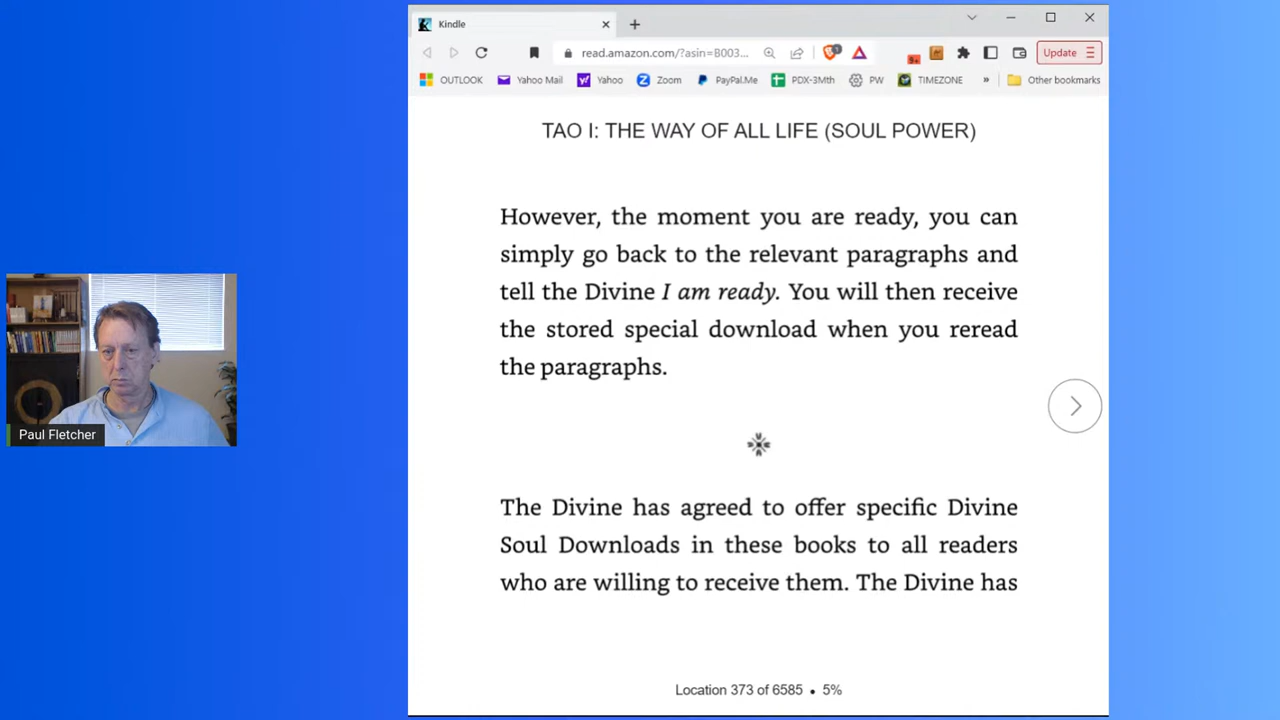 Kindle
read.amazon.com/?asin=B003...
Update
OUTLOOK
Yahoo Mail
Yahoo
Zoom
PayPal.Me
PDX-3Mth
PW
TIMEZONE
»
Other bookmarks
TAO I: THE WAY OF ALL LIFE (SOUL POWER)
However, the moment you are ready, you can
simply go back to the relevant paragraphs and
tell the Divine I am ready. You will then receive
the stored special download when you reread
the paragraphs.
The Divine has agreed to offer specific Divine
Soul Downloads in these books to all readers
who are willing to receive them. The Divine has
Location 373 of 6585 • 5%
Paul Fletcher